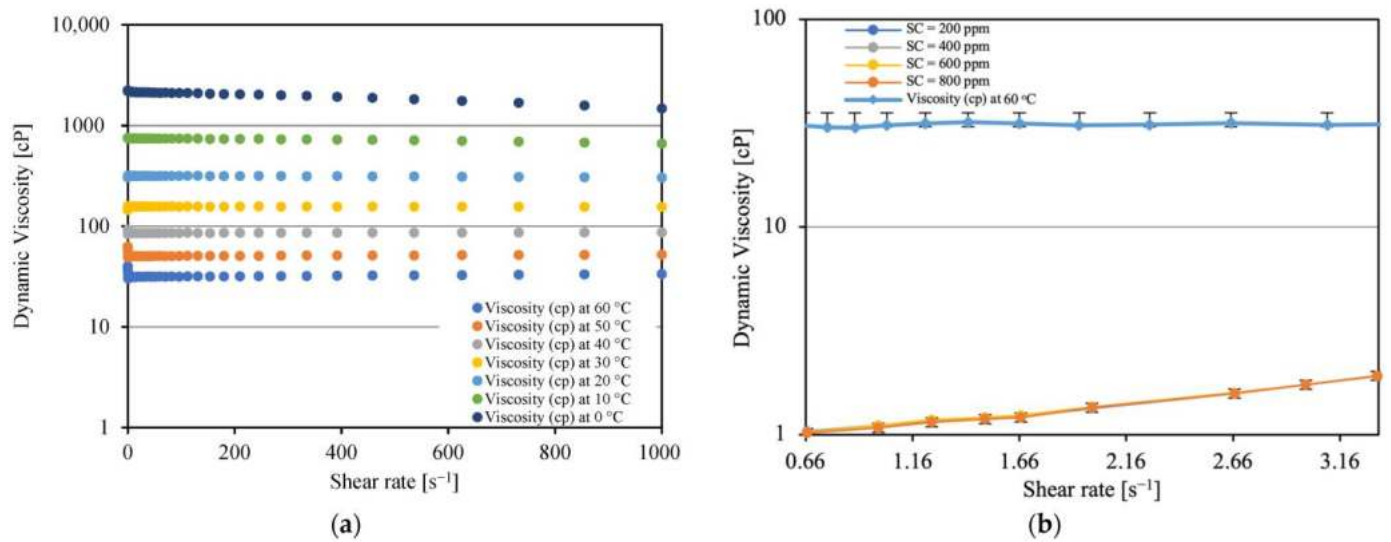 10,000
1000
100
10
1
Dynamic Viscosity [cP]
Viscosity (cp) at 60 °C
Viscosity (cp) at 50 °C
Viscosity (cp) at 40 °C
Viscosity (cp) at 30 °C
Viscosity (cp) at 20 °C
Viscosity (cp) at 10 °C
Viscosity (cp) at 0 °C
0 200 400 600 800 1000
Shear rate [s⁻¹]
(a)
100
10
1
Dynamic Viscosity [cP]
SC = 200 ppm
SC = 400 ppm
SC = 600 ppm
SC = 800 ppm
Viscosity (cp) at 60 °C
0.66 1.16 1.66 2.16 2.66 3.16
Shear rate [s⁻¹]
(b)